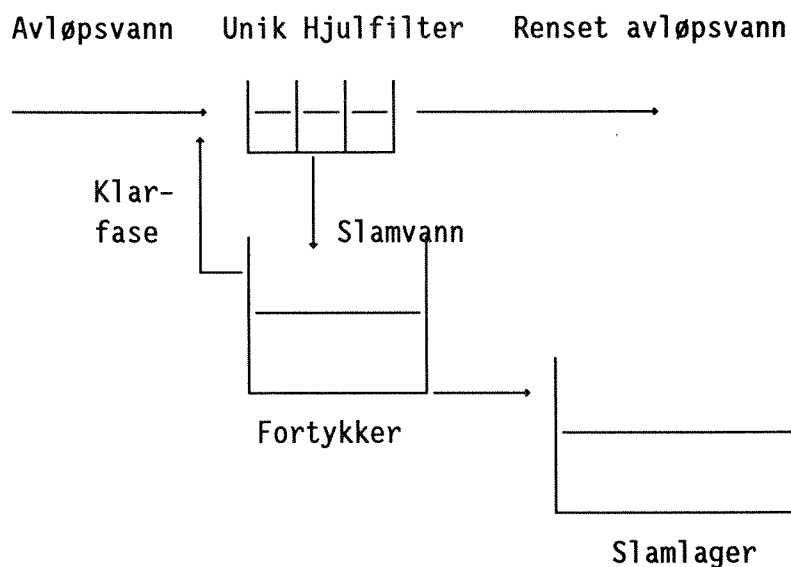 Avløpsvann Unik Hjulfilter Renset avløpsvann
Klar-
fase
Slamvann
Fortykker
Slamlager